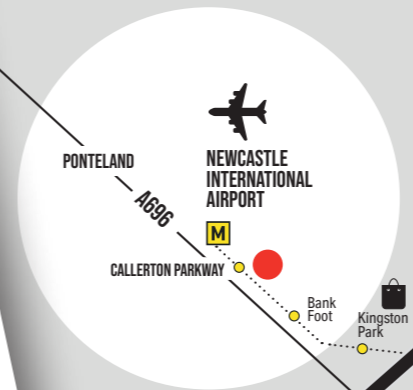 PONTELAND
NEWCASTLE
INTERNATIONAL
AIRPORT
A696
M
CALLERTON PARKWAY
Bank
Foot
Kingston
Park